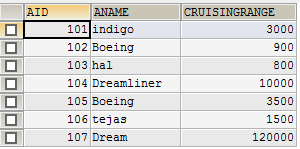 AID ANAME CRUISINGRANGE
101 indigo 3000
102 Boeing 900
103 hal 800
104 Dreamliner 10000
105 Boeing 3500
106 tejas 1500
107 Dream 120000